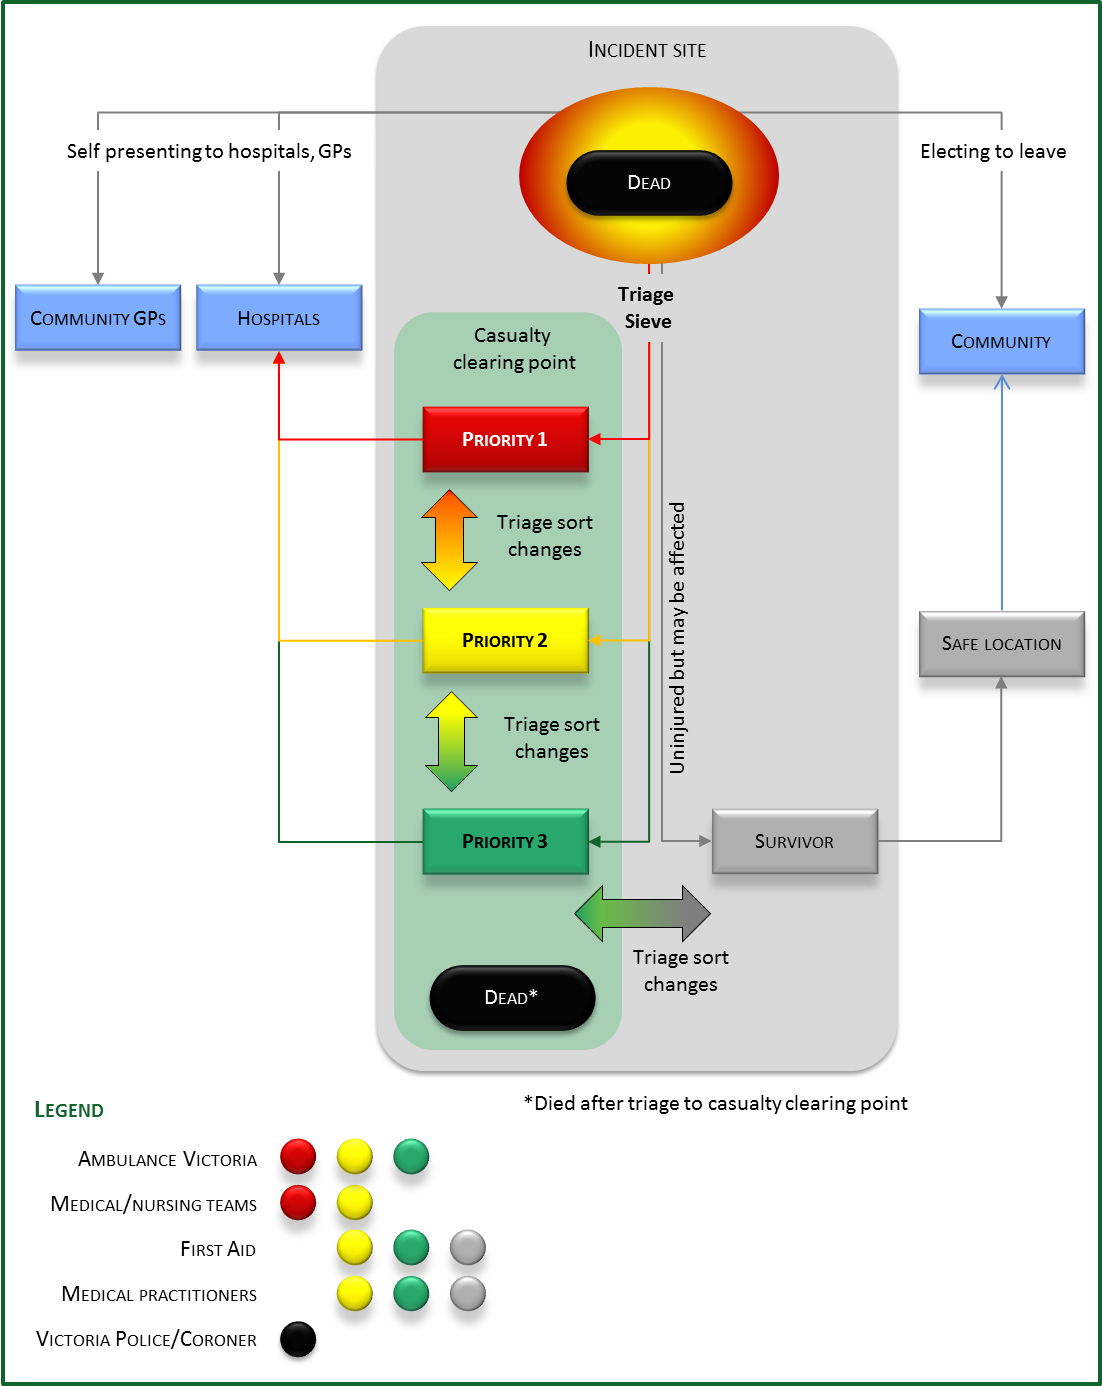 Incident site
Dead
Self presenting to hospitals, GPs
Electing to leave
Triage
Sieve
Community GPs
Hospitals
Casualty
clearing point
Community
Priority 1
Triage sort
changes
Uninjured but may be affected
Priority 2
Safe location
Triage sort
changes
Priority 3
Survivor
Triage sort
changes
Dead*
*Died after triage to casualty clearing point
Legend
Ambulance Victoria
Medical/nursing teams
First Aid
Medical practitioners
Victoria Police/Coroner